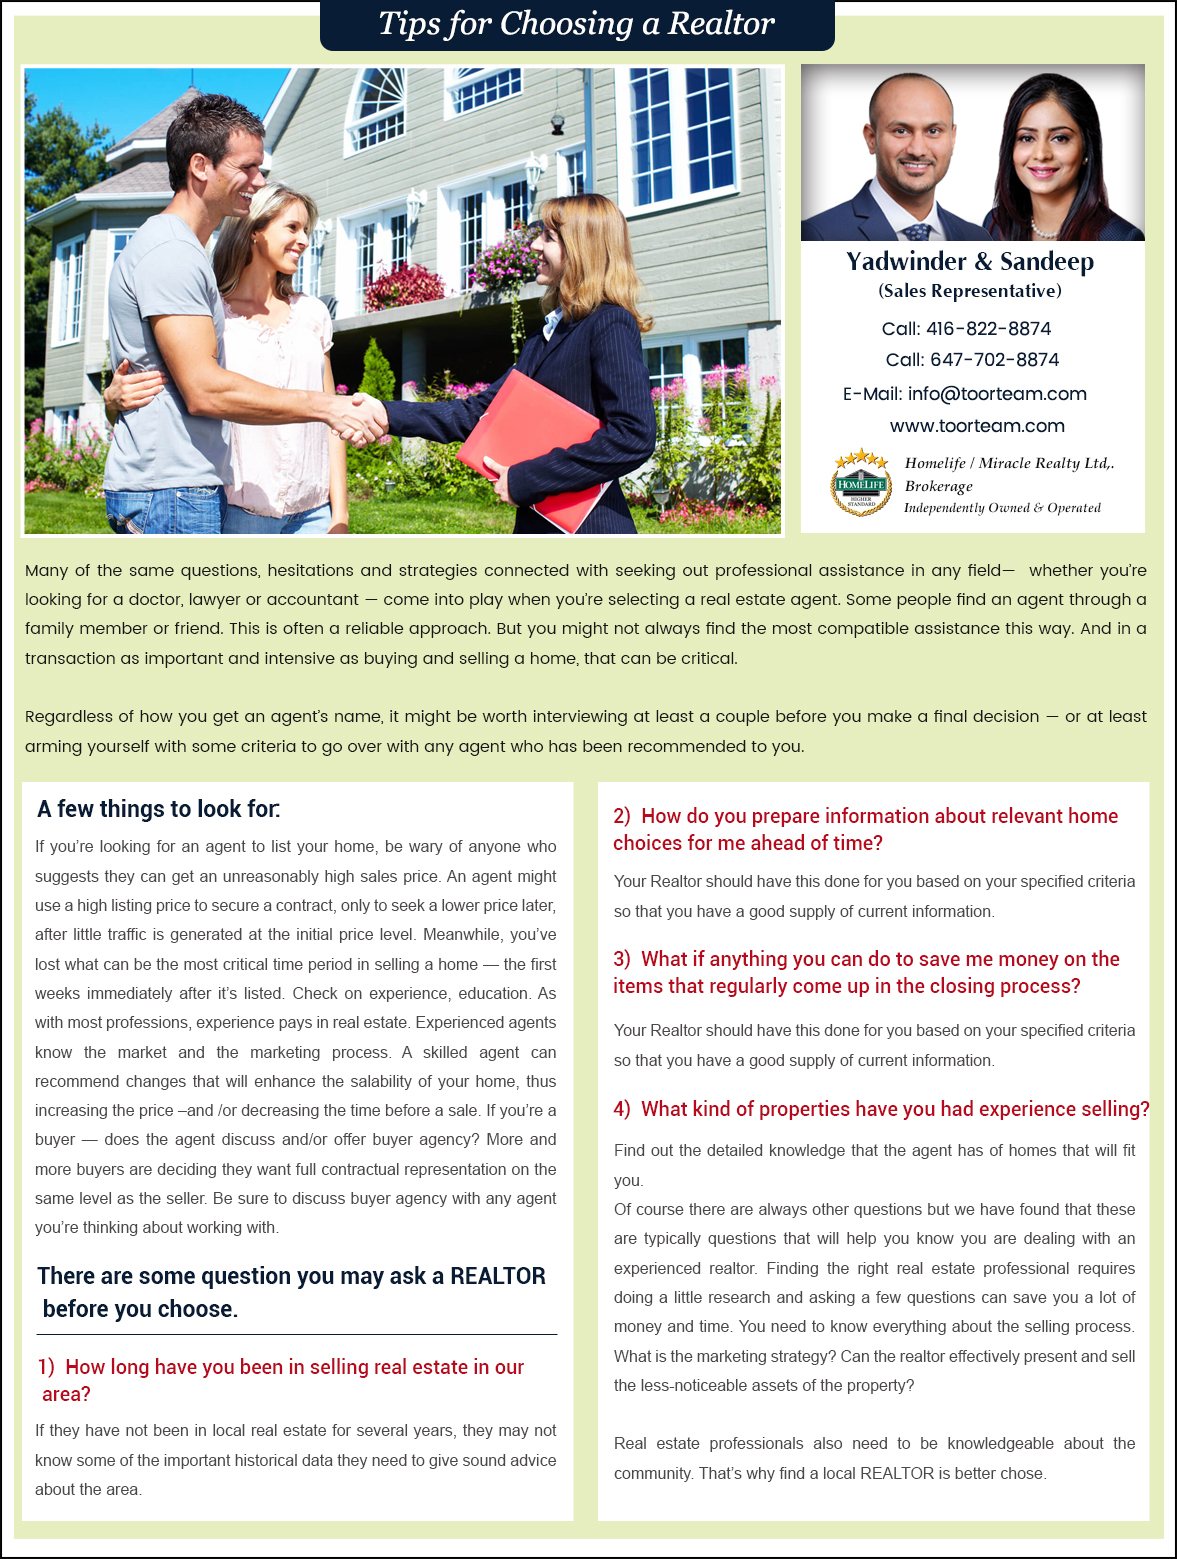 Tips for Choosing a Realtor
Yadwinder & Sandeep
(Sales Representative)
Call: 416-822-8874
Call: 647-702-8874
E-Mail: info@toorteam.com
www.toorteam.com
HOMELIFE
HIGHER
STANDARD
Homelife / Miracle Realty Ltd,.
Brokerage
Independently Owned & Operated
Many of the same questions, hesitations and strategies connected with seeking out professional assistance in any field— whether you’re
looking for a doctor, lawyer or accountant — come into play when you’re selecting a real estate agent. Some people find an agent through a
family member or friend. This is often a reliable approach. But you might not always find the most compatible assistance this way. And in a
transaction as important and intensive as buying and selling a home, that can be critical.
Regardless of how you get an agent’s name, it might be worth interviewing at least a couple before you make a final decision — or at least
arming yourself with some criteria to go over with any agent who has been recommended to you.
A few things to look for:
If you’re looking for an agent to list your home, be wary of anyone who
suggests they can get an unreasonably high sales price. An agent might
use a high listing price to secure a contract, only to seek a lower price later,
after little traffic is generated at the initial price level. Meanwhile, you’ve
lost what can be the most critical time period in selling a home — the first
weeks immediately after it’s listed. Check on experience, education. As
with most professions, experience pays in real estate. Experienced agents
know the market and the marketing process. A skilled agent can
recommend changes that will enhance the salability of your home, thus
increasing the price –and /or decreasing the time before a sale. If you’re a
buyer — does the agent discuss and/or offer buyer agency? More and
more buyers are deciding they want full contractual representation on the
same level as the seller. Be sure to discuss buyer agency with any agent
you’re thinking about working with.
There are some question you may ask a REALTOR
before you choose.
1) How long have you been in selling real estate in our
area?
If they have not been in local real estate for several years, they may not
know some of the important historical data they need to give sound advice
about the area.
2) How do you prepare information about relevant home
choices for me ahead of time?
Your Realtor should have this done for you based on your specified criteria
so that you have a good supply of current information.
3) What if anything you can do to save me money on the
items that regularly come up in the closing process?
Your Realtor should have this done for you based on your specified criteria
so that you have a good supply of current information.
4) What kind of properties have you had experience selling?
Find out the detailed knowledge that the agent has of homes that will fit
you.
Of course there are always other questions but we have found that these
are typically questions that will help you know you are dealing with an
experienced realtor. Finding the right real estate professional requires
doing a little research and asking a few questions can save you a lot of
money and time. You need to know everything about the selling process.
What is the marketing strategy? Can the realtor effectively present and sell
the less-noticeable assets of the property?
Real estate professionals also need to be knowledgeable about the
community. That’s why find a local REALTOR is better chose.